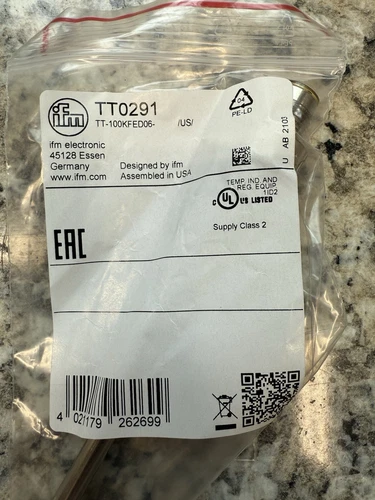 ifm
TT0291
TT-100KFED06- /US/
04
PE-LD
ifm electronic
45128 Essen
Germany
www.ifm.com
Designed by ifm
Assembled in USA
U AB 2103
TEMP. IND. AND
REG. EQUIP.
1ID2
c UL US LISTED
Supply Class 2
EAC
4 021179 262699